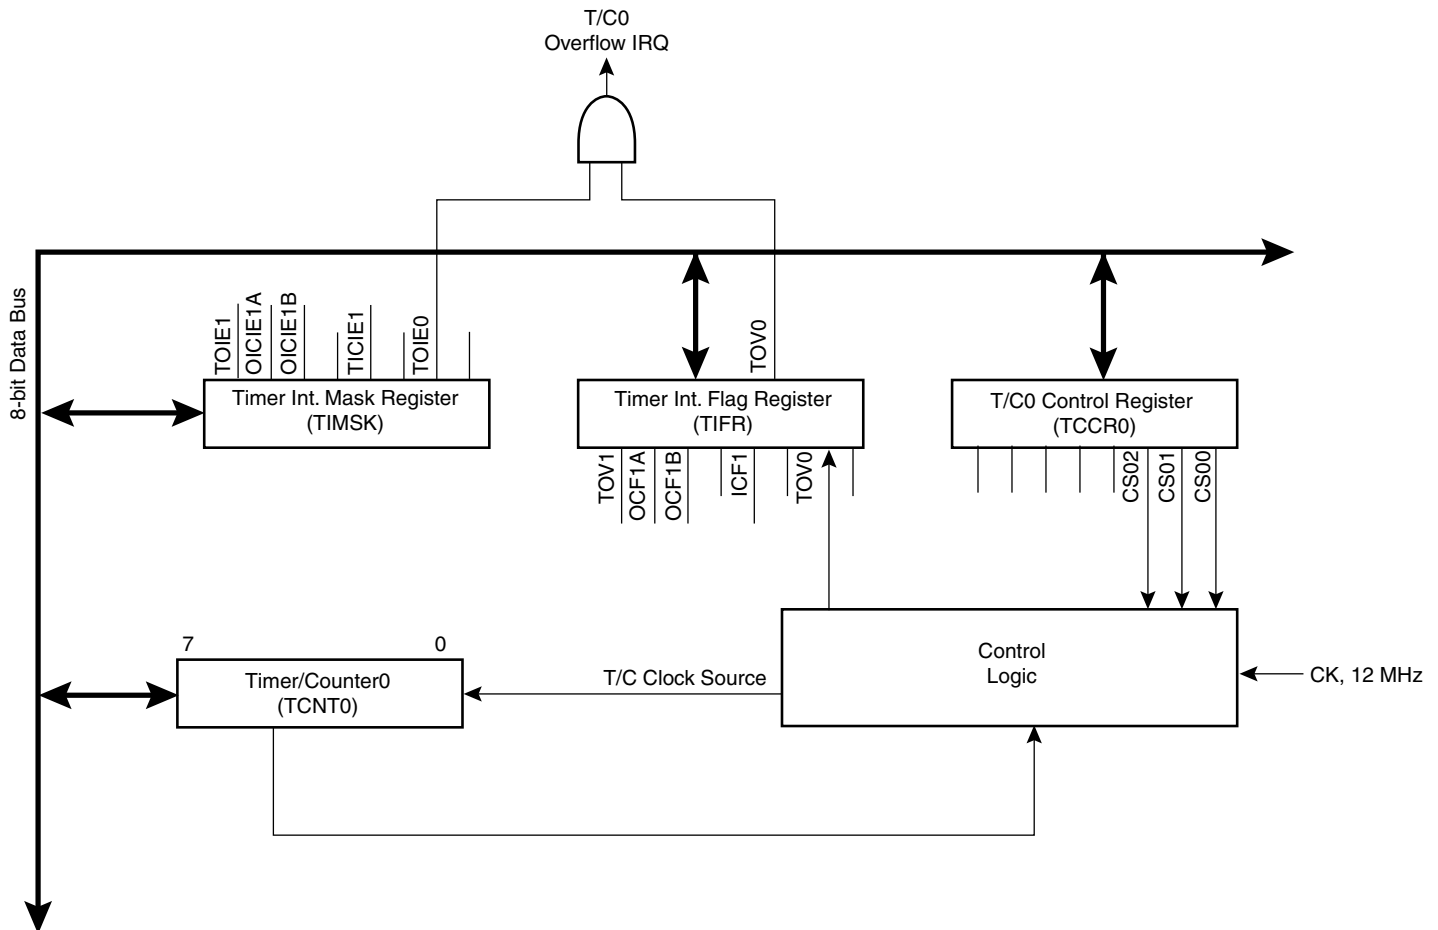 T/C0
Overflow IRQ
8-bit Data Bus
TOIE1
OICIE1A
OICIE1B
TICIE1
TOIE0
TOV0
Timer Int. Mask Register
(TIMSK)
Timer Int. Flag Register
(TIFR)
T/C0 Control Register
(TCCR0)
TOV1
OCF1A
OCF1B
ICF1
TOV0
CS02
CS01
CS00
7
0
Timer/Counter0
(TCNT0)
T/C Clock Source
Control
Logic
CK, 12 MHz